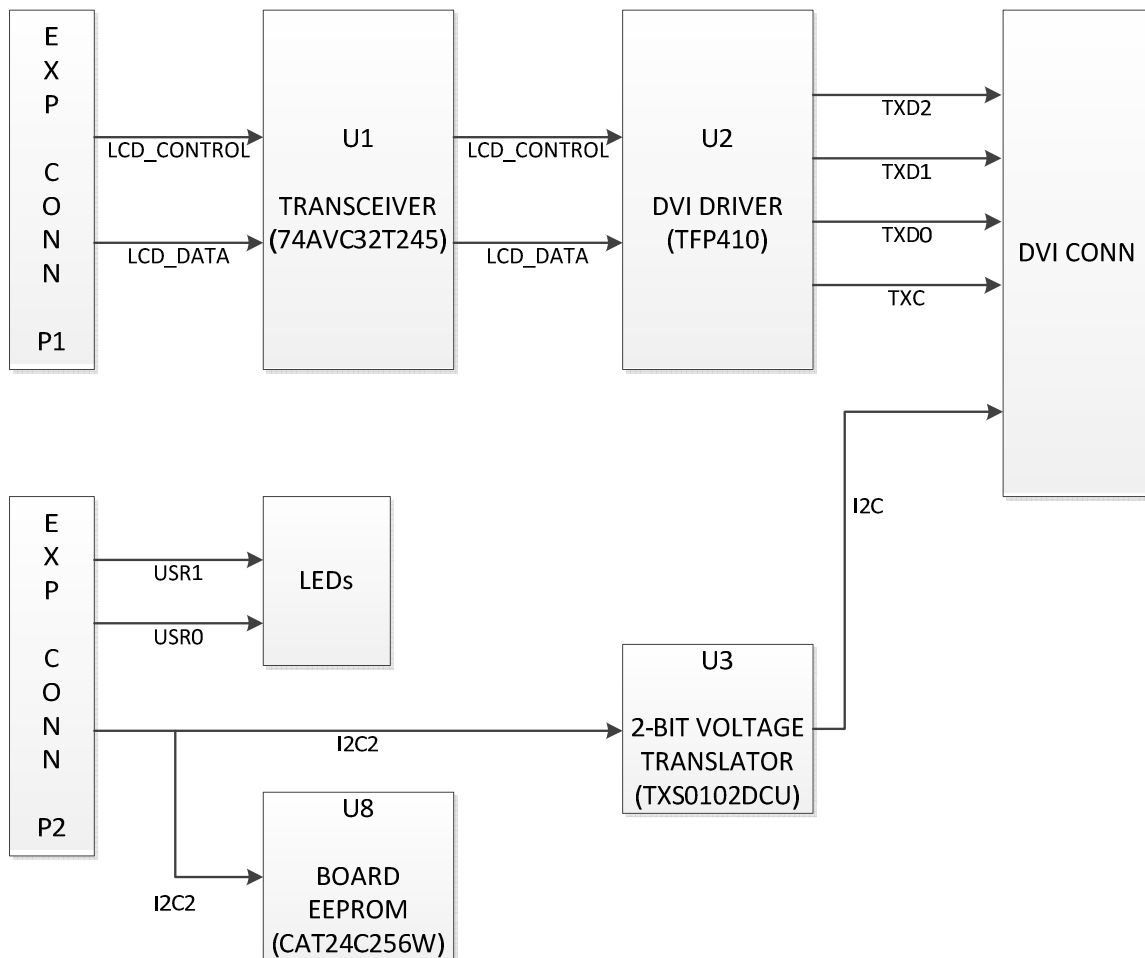 E
X
P
C
O
N
N
P1
LCD_CONTROL
LCD_DATA
U1
TRANSCEIVER
(74AVC32T245)
LCD_CONTROL
LCD_DATA
U2
DVI DRIVER
(TFP410)
TXD2
TXD1
TXD0
TXC
DVI CONN
I2C
E
X
P
C
O
N
N
P2
USR1
USR0
LEDs
I2C2
U3
2-BIT VOLTAGE
TRANSLATOR
(TXS0102DCU)
I2C2
U8
BOARD
EEPROM
(CAT24C256W)